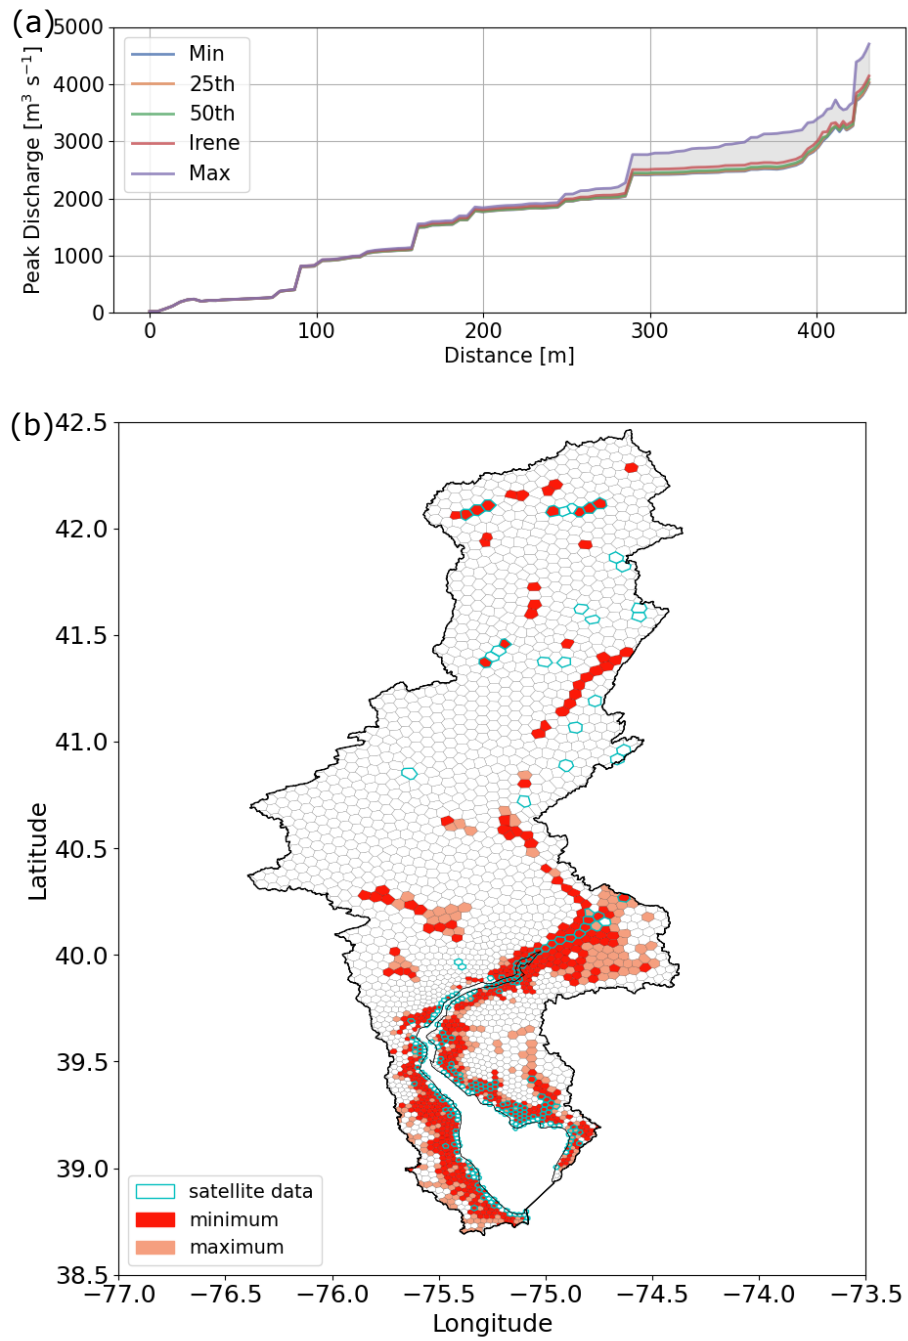 (a)
5000
4000
3000
2000
1000
0
Peak Discharge [m³ s⁻¹]
Min
25th
50th
Irene
Max
0 100 200 300 400
Distance [m]
(b)
42.5
42.0
41.5
41.0
40.5
40.0
39.5
39.0
38.5
Latitude
satellite data
minimum
maximum
−77.0 −76.5 −76.0 −75.5 −75.0 −74.5 −74.0 −73.5
Longitude